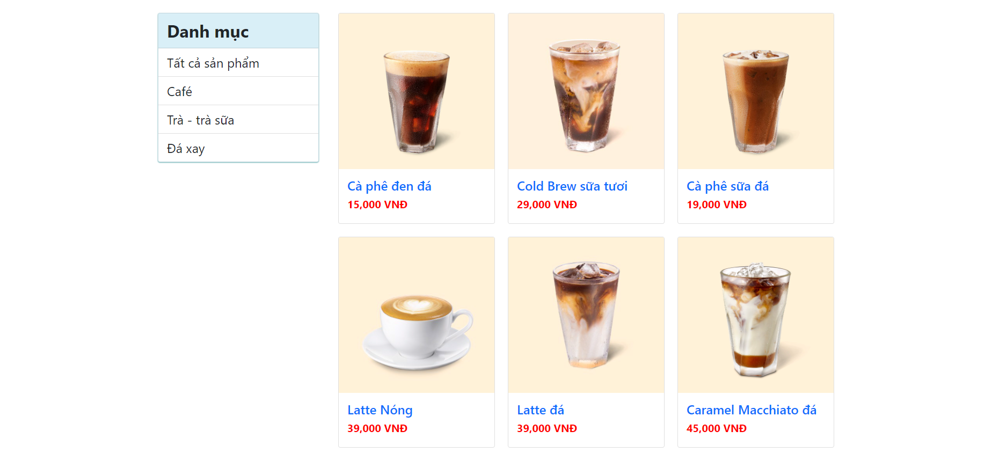 Danh mục
Tất cả sản phẩm
Café
Trà - trà sữa
Đá xay
Cà phê đen đá
15,000 VNĐ
Cold Brew sữa tươi
29,000 VNĐ
Cà phê sữa đá
19,000 VNĐ
Latte Nóng
39,000 VNĐ
Latte đá
39,000 VNĐ
Caramel Macchiato đá
45,000 VNĐ